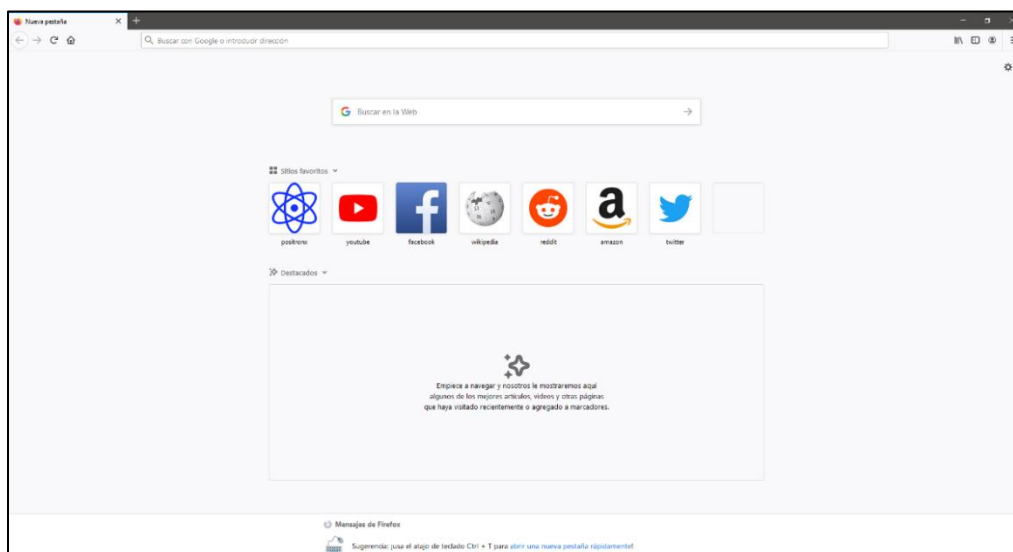 Nueva pestaña
Buscar con Google o introducir dirección
Buscar en la Web
Sitios favoritos
positronx youtube facebook wikipedia reddit amazon twitter
Destacados
Empiece a navegar y nosotros le mostraremos aquí
algunos de los mejores artículos, videos y otras páginas
que haya visitado recientemente o agregado a marcadores.
Mensajes de Firefox
Sugerencia: ¡usa el atajo de teclado Ctrl + T para abrir una nueva pestaña rápidamente!